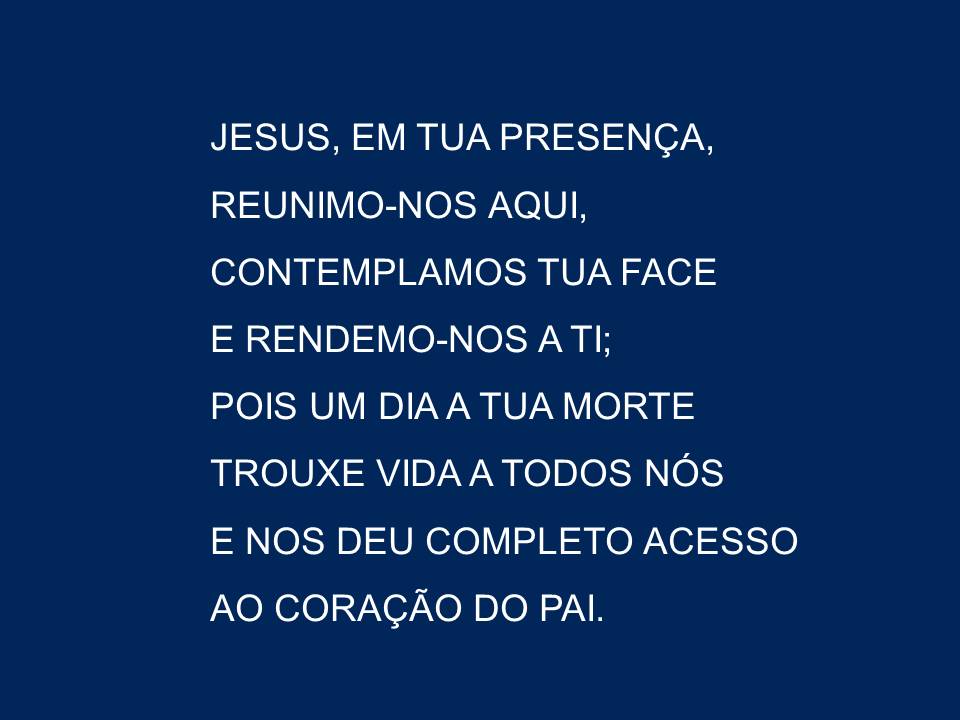 JESUS, EM TUA PRESENÇA,
REUNIMO-NOS AQUI,
CONTEMPLAMOS TUA FACE
E RENDEMO-NOS A TI;
POIS UM DIA A TUA MORTE
TROUXE VIDA A TODOS NÓS
E NOS DEU COMPLETO ACESSO
AO CORAÇÃO DO PAI.